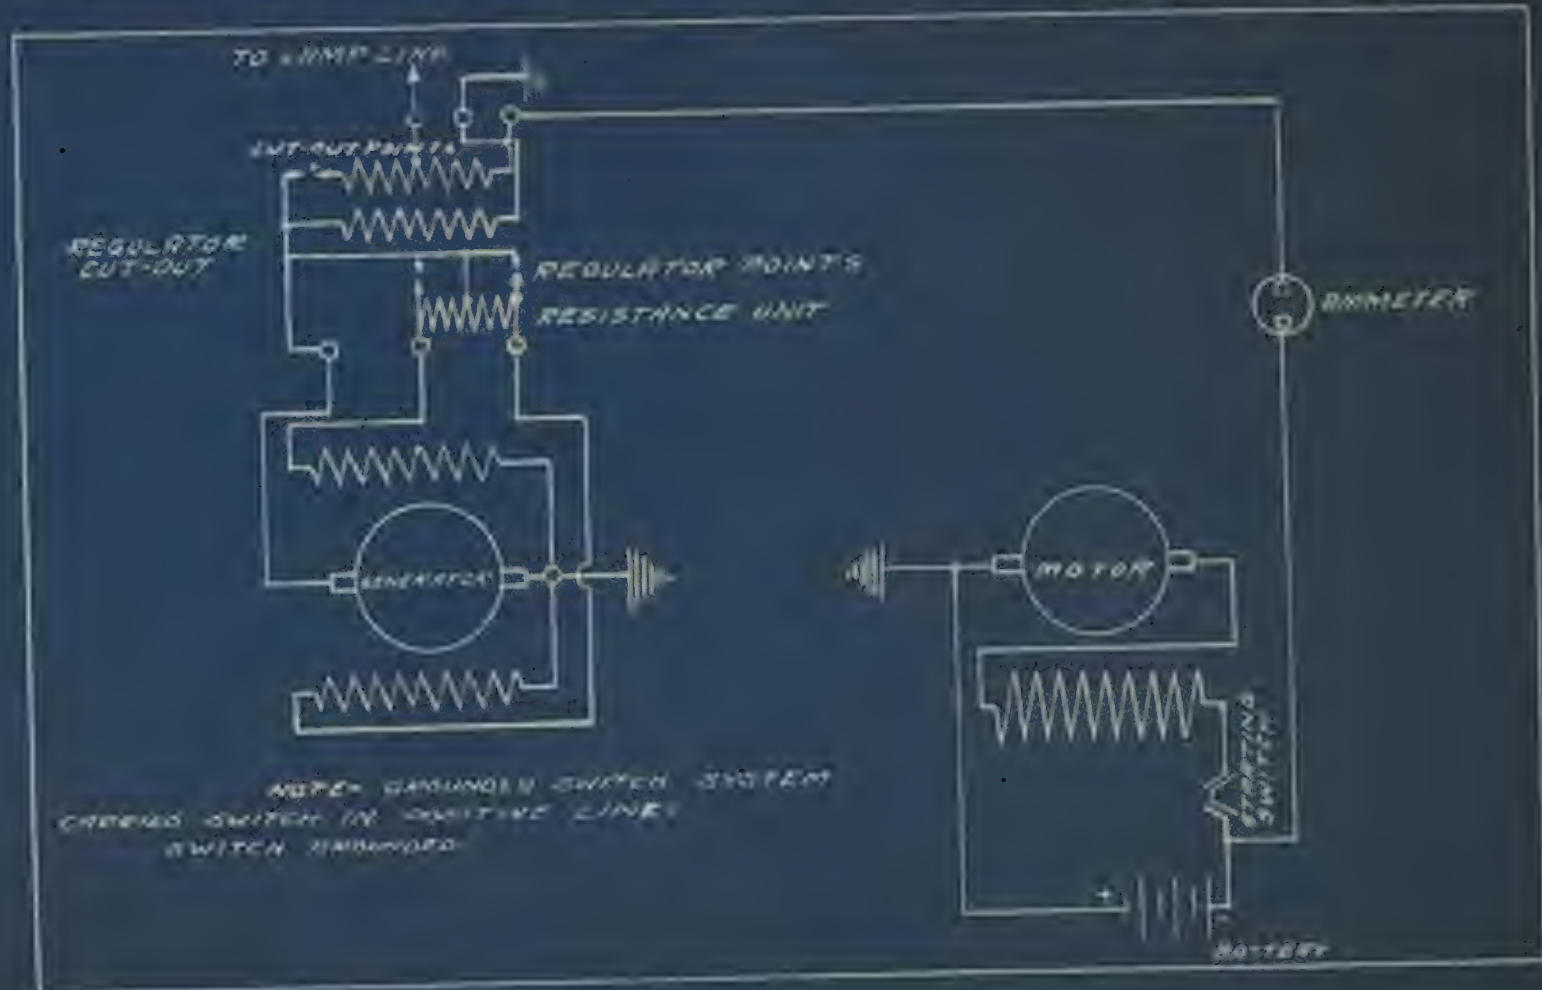 TO LAMP LINE
CUT-OUT POINTS
REGULATOR
CUT-OUT
REGULATOR POINTS
RESISTANCE UNIT
AMMETER
GENERATOR
MOTOR
STARTING
SWITCH
NOTE- GROUNDED SWITCH SYSTEM
CARRIES SWITCH IN POSITIVE LINE,
SWITCH GROUNDED
+
-
BATTERY